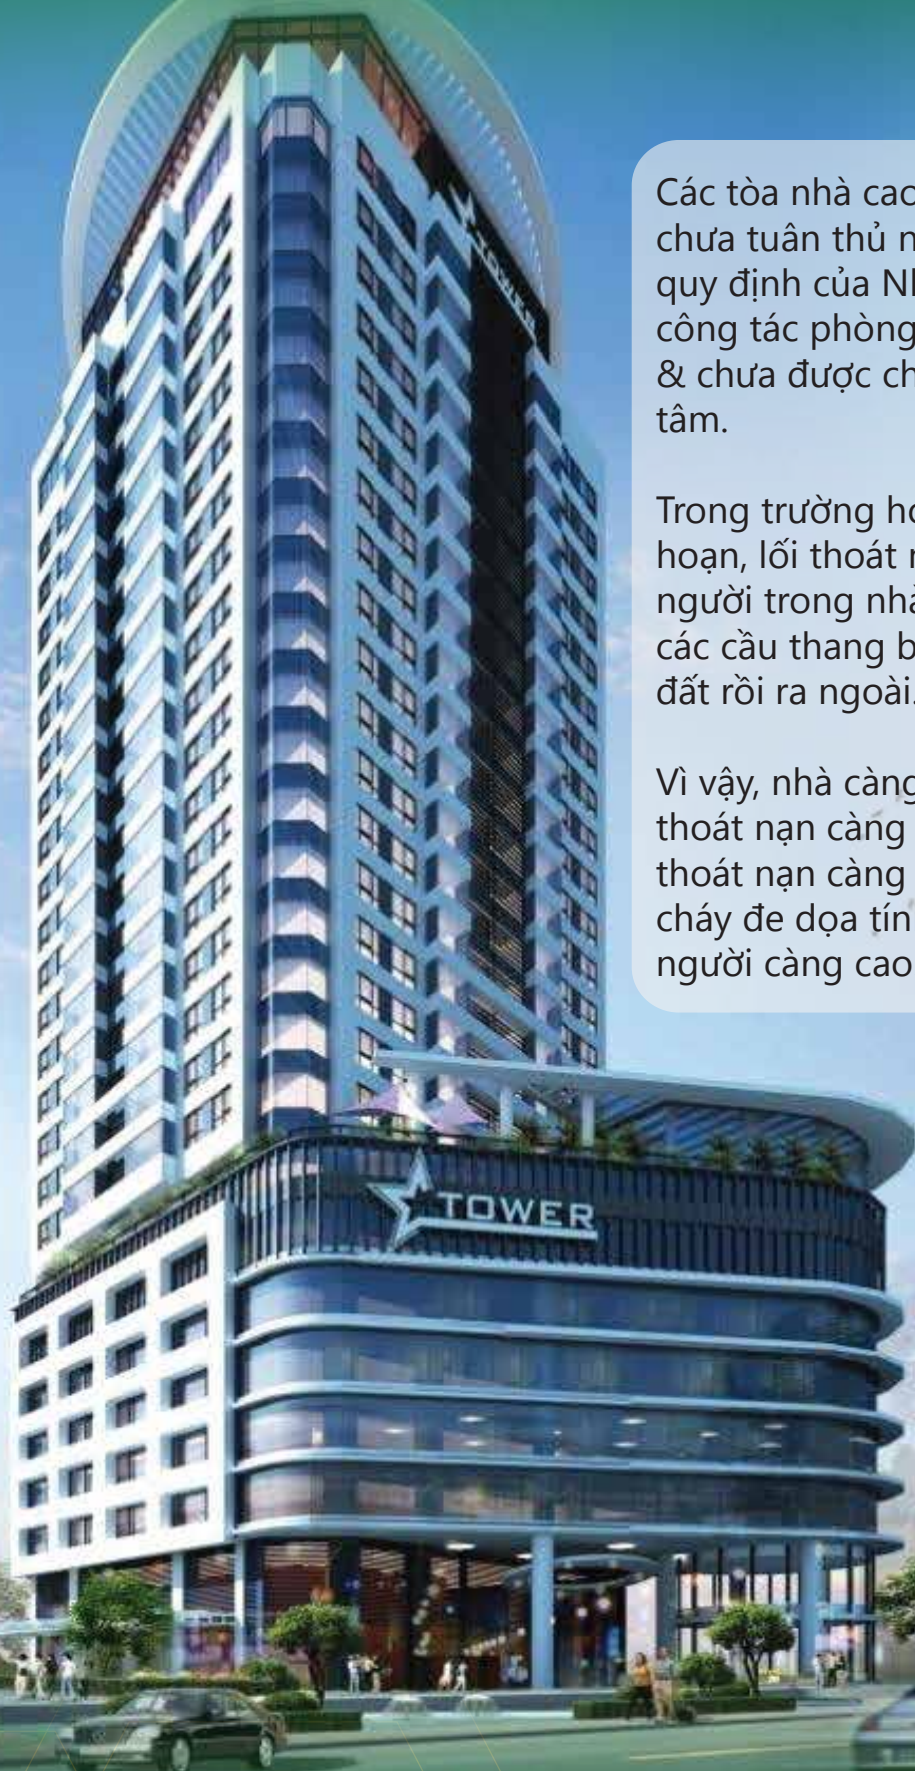 TOWER
Các tòa nhà cao
chưa tuân thủ n
quy định của N
công tác phòng
& chưa được ch
tâm.
Trong trường h
hoạn, lối thoát n
người trong nhà
các cầu thang b
đất rồi ra ngoài.
Vì vậy, nhà càng
thoát nạn càng
thoát nạn càng
cháy đe dọa tín
người càng cao
TOWER